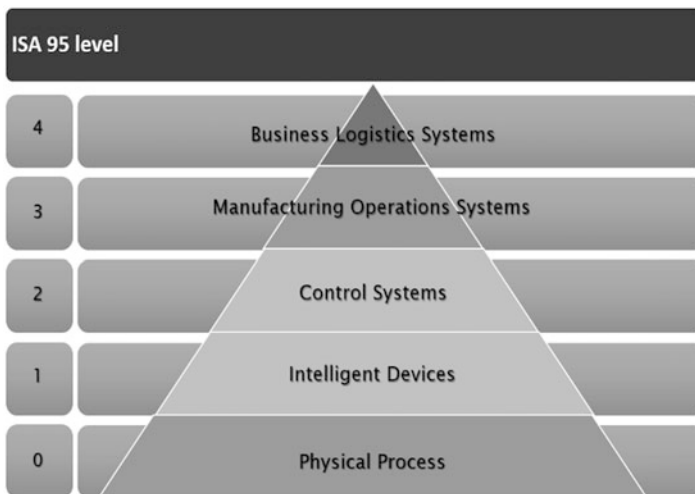 ISA 95 level
4 Business Logistics Systems
3 Manufacturing Operations Systems
2 Control Systems
1 Intelligent Devices
0 Physical Process